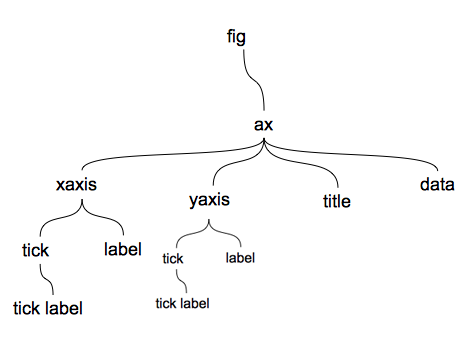 fig
ax
xaxis
yaxis
title
data
tick
label
tick
label
tick label
tick label